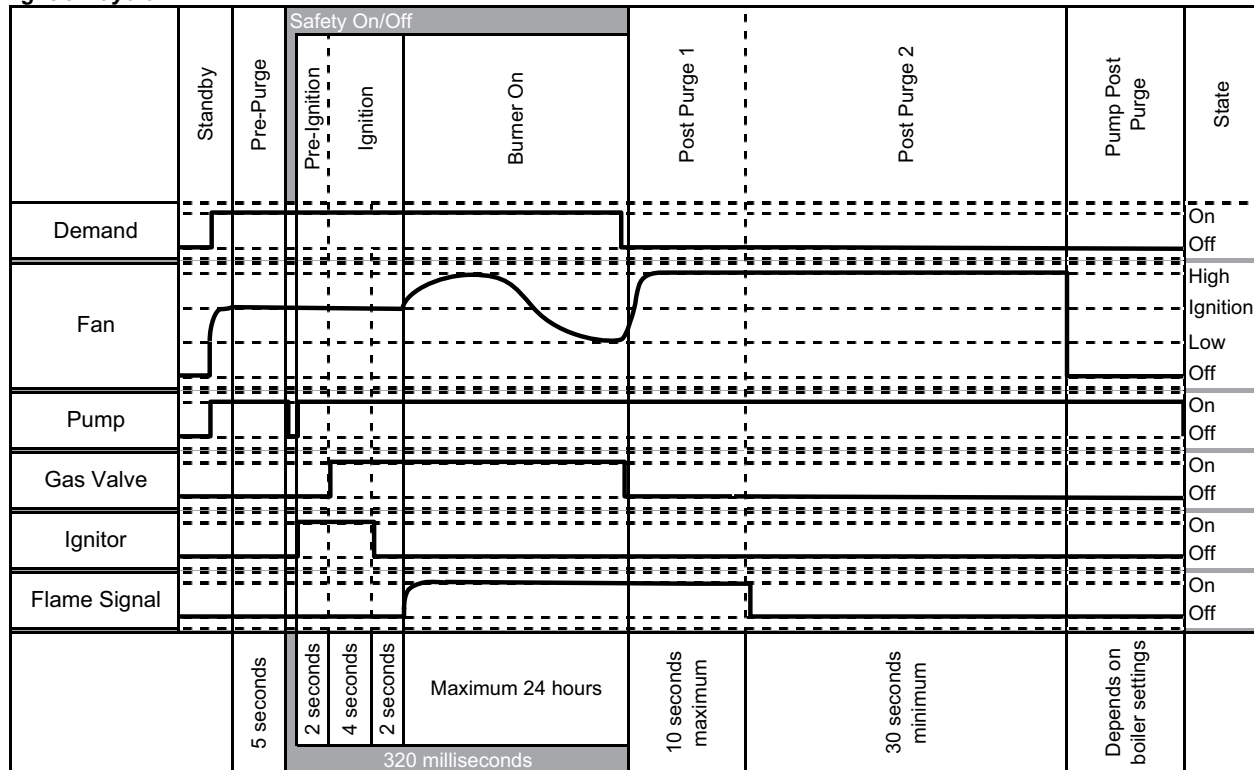 Safety On/Off
Standby
Pre-Purge
Pre-Ignition
Ignition
Burner On
Post Purge 1
Post Purge 2
Pump Post
Purge
State
Demand
On
Off
Fan
High
Ignition
Low
Off
Pump
On
Off
Gas Valve
On
Off
Ignitor
On
Off
Flame Signal
On
Off
5 seconds
2 seconds
4 seconds
2 seconds
Maximum 24 hours
10 seconds
maximum
30 seconds
minimum
Depends on
boiler settings
320 milliseconds